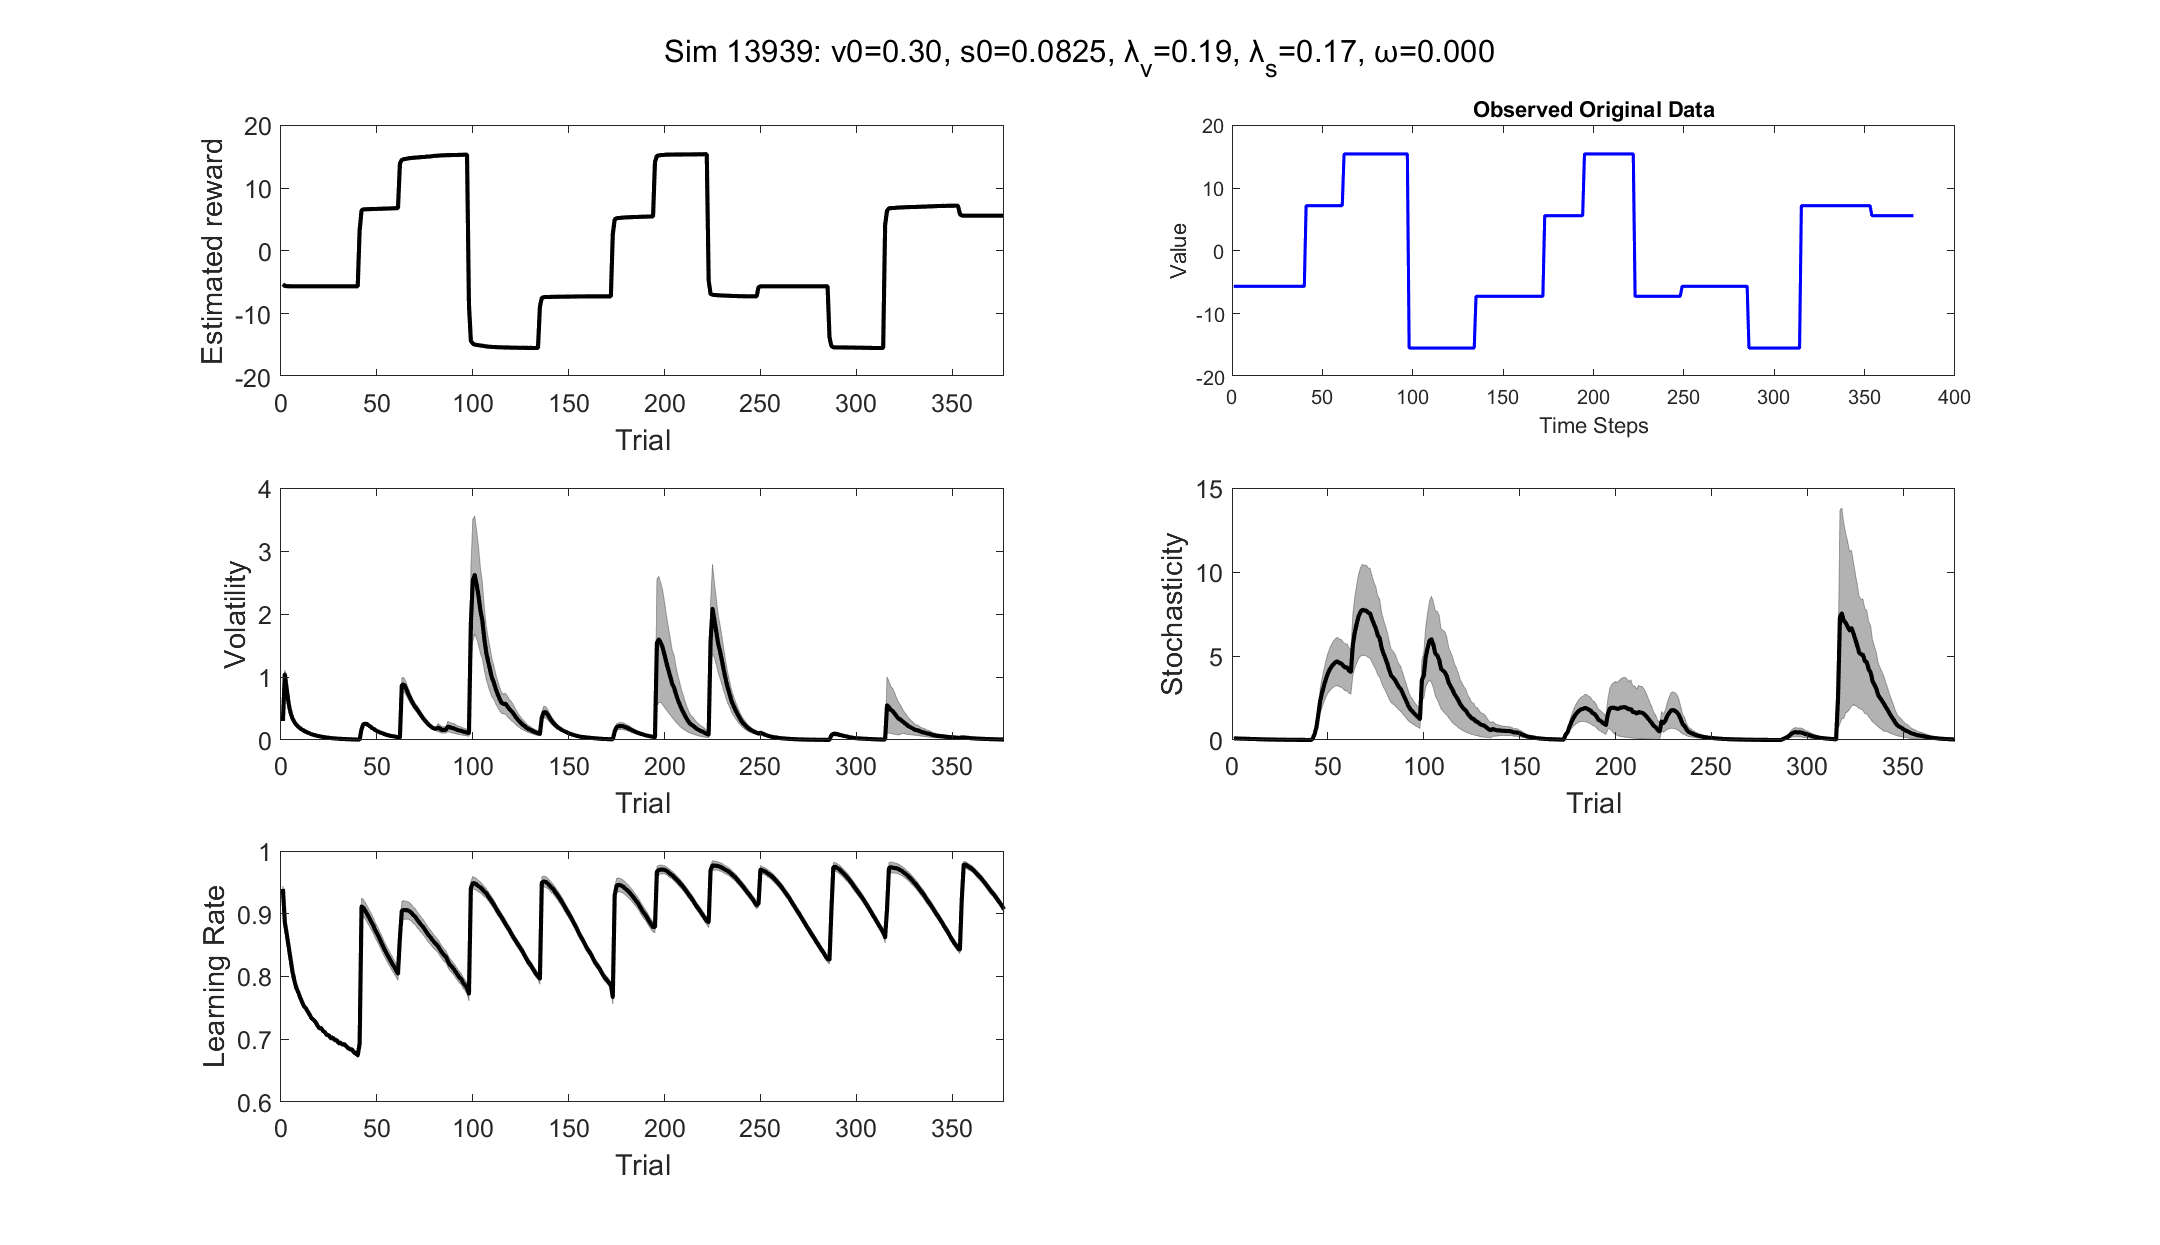 Sim 13939: v0=0.30, s0=0.0825, λv=0.19, λs=0.17, ω=0.000
Estimated reward
20
10
0
-10
-20
0 50 100 150 200 250 300 350
Trial
Observed Original Data
Value
20
10
0
-10
-20
0 50 100 150 200 250 300 350 400
Time Steps
Volatility
4
3
2
1
0
0 50 100 150 200 250 300 350
Trial
Stochasticity
15
10
5
0
0 50 100 150 200 250 300 350
Trial
Learning Rate
1
0.9
0.8
0.7
0.6
0 50 100 150 200 250 300 350
Trial